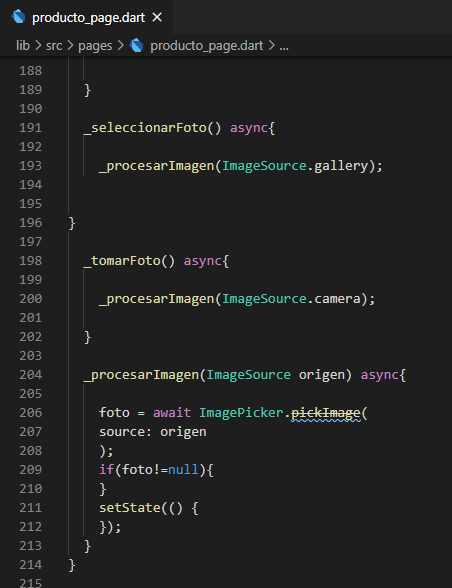 producto_page.dart ×
lib > src > pages > producto_page.dart > ...
188
189 }
190
191 _seleccionarFoto() async{
192
193 _procesarImagen(ImageSource.gallery);
194
195
196 }
197
198 _tomarFoto() async{
199
200 _procesarImagen(ImageSource.camera);
201
202 }
203
204 _procesarImagen(ImageSource origen) async{
205
206 foto = await ImagePicker.pickImage(
207 source: origen
208 );
209 if(foto!=null){
210 }
211 setState(() {
212 });
213 }
214 }
215